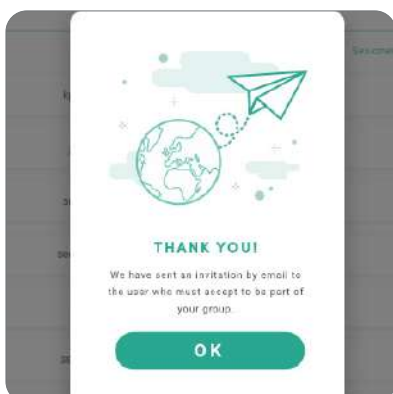 THANK YOU!
We have sent an invitation by email to
the user who must accept to be part of
your group.
OK